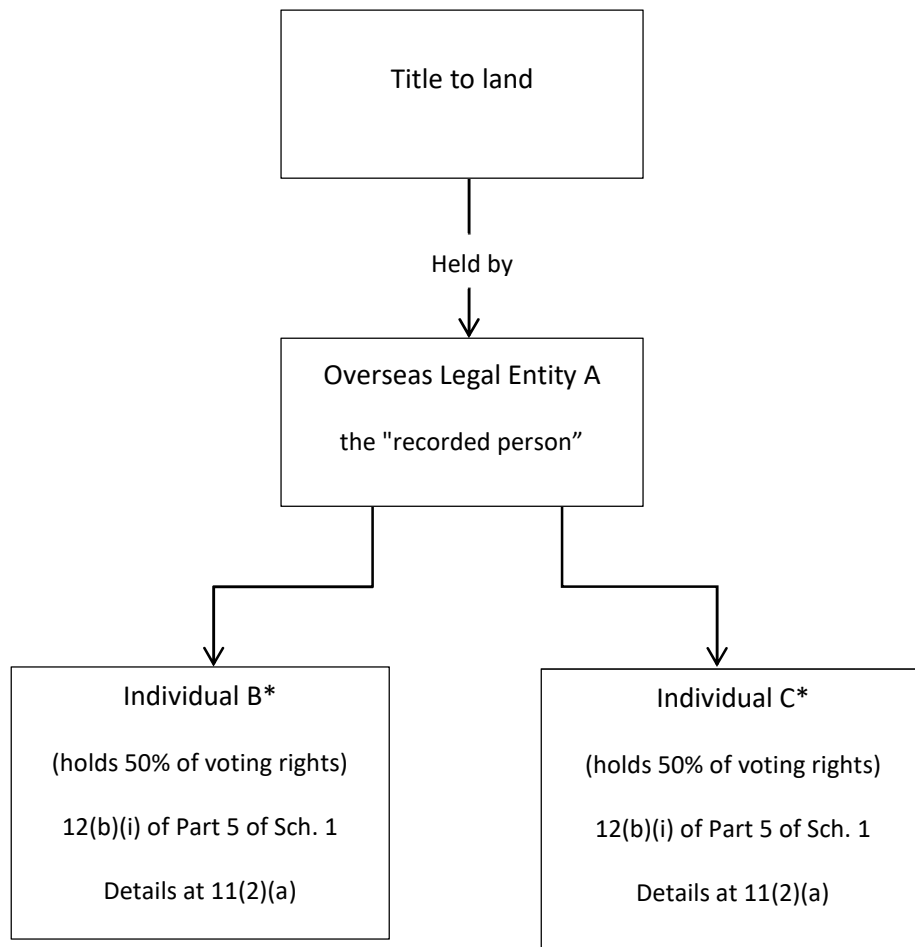 Title to land
Held by
Overseas Legal Entity A
the "recorded person”
Individual B*
(holds 50% of voting rights)
12(b)(i) of Part 5 of Sch. 1
Details at 11(2)(a)
Individual C*
(holds 50% of voting rights)
12(b)(i) of Part 5 of Sch. 1
Details at 11(2)(a)